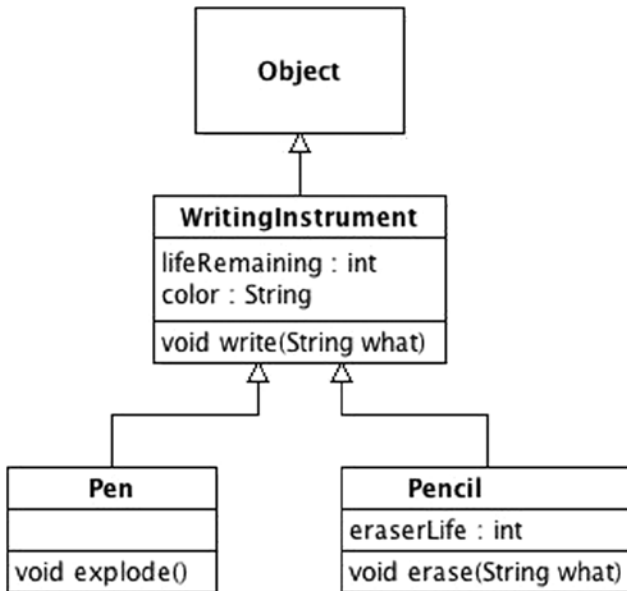 Object
WritingInstrument
lifeRemaining : int
color : String
void write(String what)
Pen
void explode()
Pencil
eraserLife : int
void erase(String what)